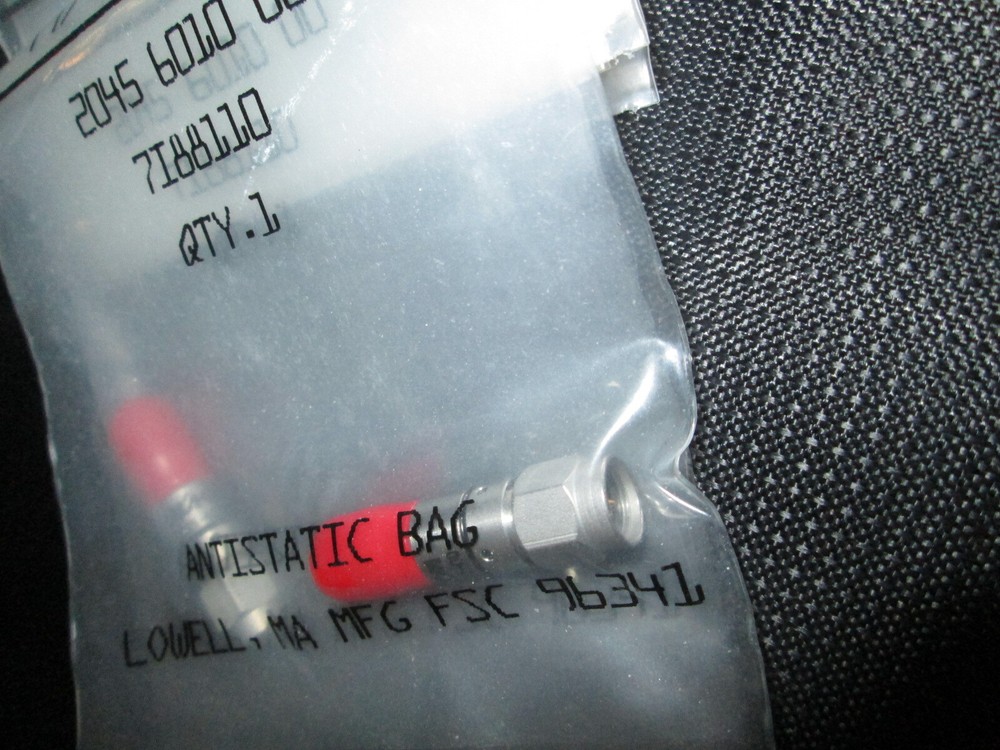 2045 6010 00
7188110
QTY.1
ANTISTATIC BAG
LOWELL, MA MFG FSC 96341